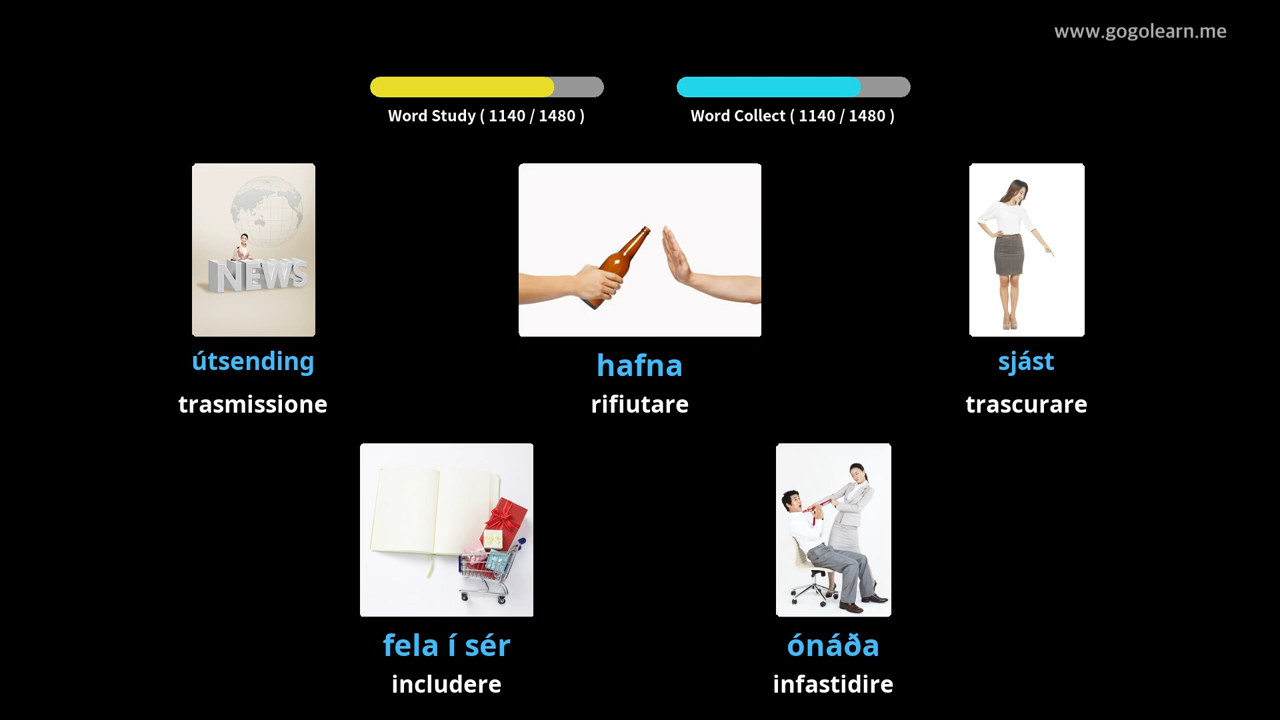 www.gogolearn.me
Word Study ( 1140 / 1480 )
Word Collect ( 1140 / 1480 )
NEWS
útsending
hafna
sjást
trasmissione
rifiutare
trascurare
fela í sér
ónáða
includere
infastidire